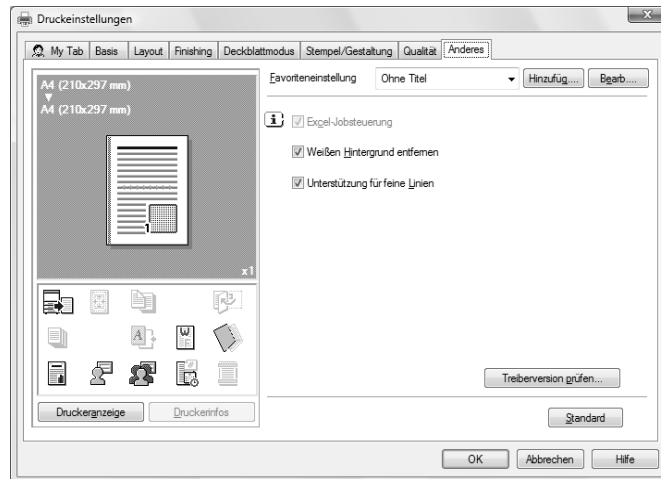 Druckeinstellungen
My Tab Basis Layout Finishing Deckblattmodus Stempel/Gestaltung Qualität Anderes
A4 (210x297 mm)
A4 (210x297 mm)
1
x1
Druckeranzeige Druckerinfos
Favoriteneinstellung Ohne Titel Hinzufüg.... Bearb....
Excel-Jobsteuerung
Weißen Hintergrund entfernen
Unterstützung für feine Linien
Treiberversion prüfen...
Standard
OK Abbrechen Hilfe